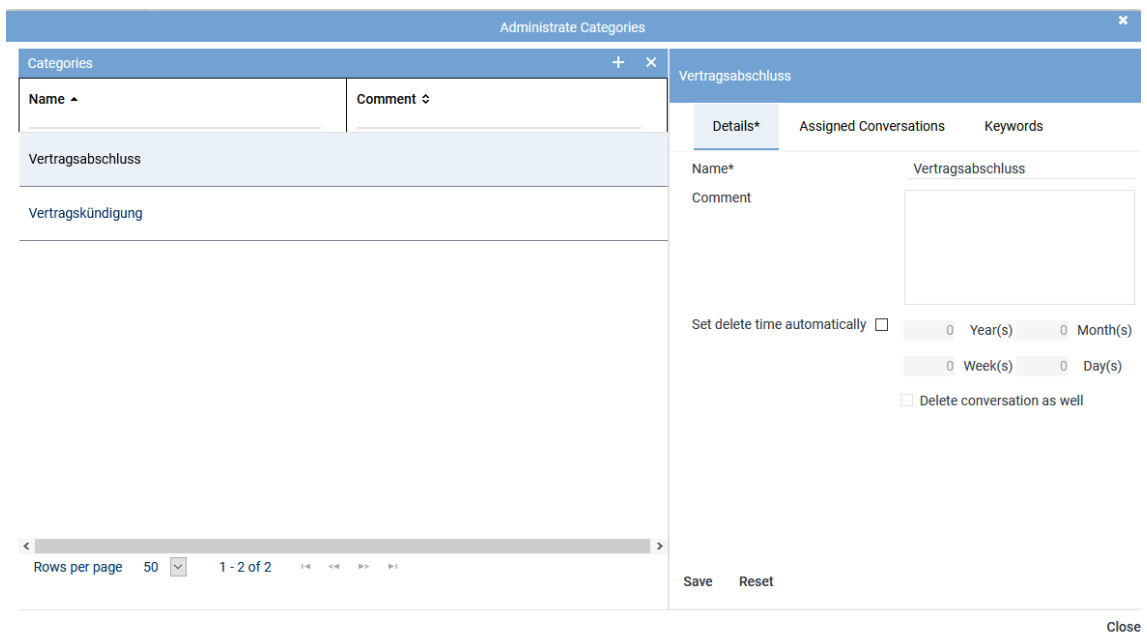 Administrate Categories
Categories
Name
Comment
Vertragsabschluss
Vertragskündigung
Rows per page 50 1 - 2 of 2
Vertragsabschluss
Details* Assigned Conversations Keywords
Name* Vertragsabschluss
Comment
Set delete time automatically 0 Year(s) 0 Month(s)
0 Week(s) 0 Day(s)
Delete conversation as well
Save Reset
Close